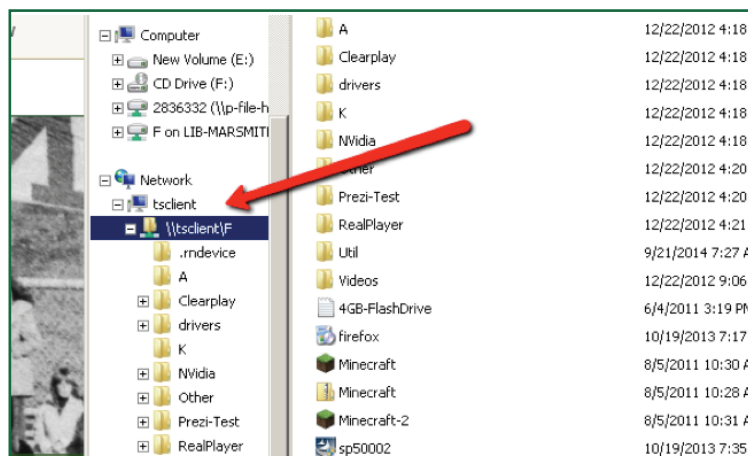 Computer
New Volume (E:)
CD Drive (F:)
2836332 (\\p-file-h
F on LIB-MARSMITH
Network
tsclient
\\tsclient\F
.rndevice
A
Clearplay
drivers
K
NVidia
Other
Prezi-Test
RealPlayer
A 12/22/2012 4:18
Clearplay 12/22/2012 4:18
drivers 12/22/2012 4:18
K 12/22/2012 4:18
NVidia 12/22/2012 4:18
Other 12/22/2012 4:20
Prezi-Test 12/22/2012 4:20
RealPlayer 12/22/2012 4:21
Util 9/21/2014 7:27 A
Videos 12/22/2012 9:06
4GB-FlashDrive 6/4/2011 3:19 PM
firefox 10/19/2013 7:17
Minecraft 8/5/2011 10:30 A
Minecraft 8/5/2011 10:28 A
Minecraft-2 8/5/2011 10:31 A
sp50002 10/19/2013 7:35